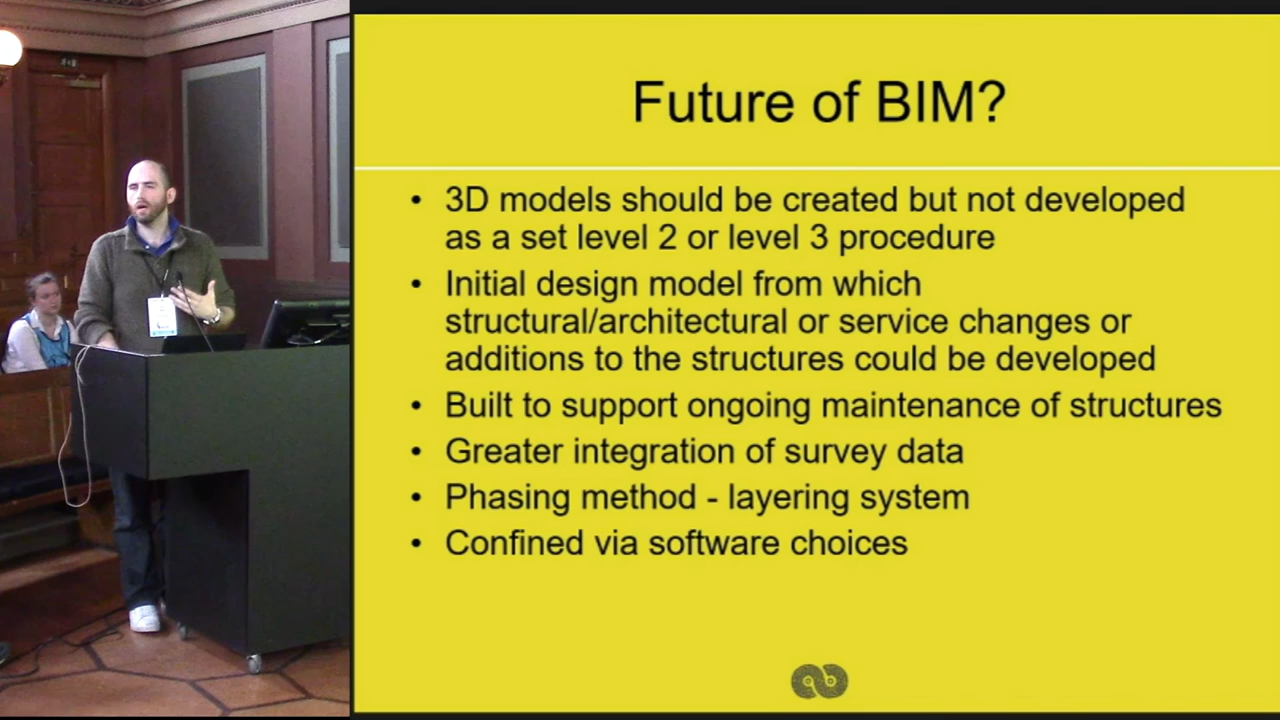 Future of BIM?
• 3D models should be created but not developed
as a set level 2 or level 3 procedure
• Initial design model from which
structural/architectural or service changes or
additions to the structures could be developed
• Built to support ongoing maintenance of structures
• Greater integration of survey data
• Phasing method - layering system
• Confined via software choices